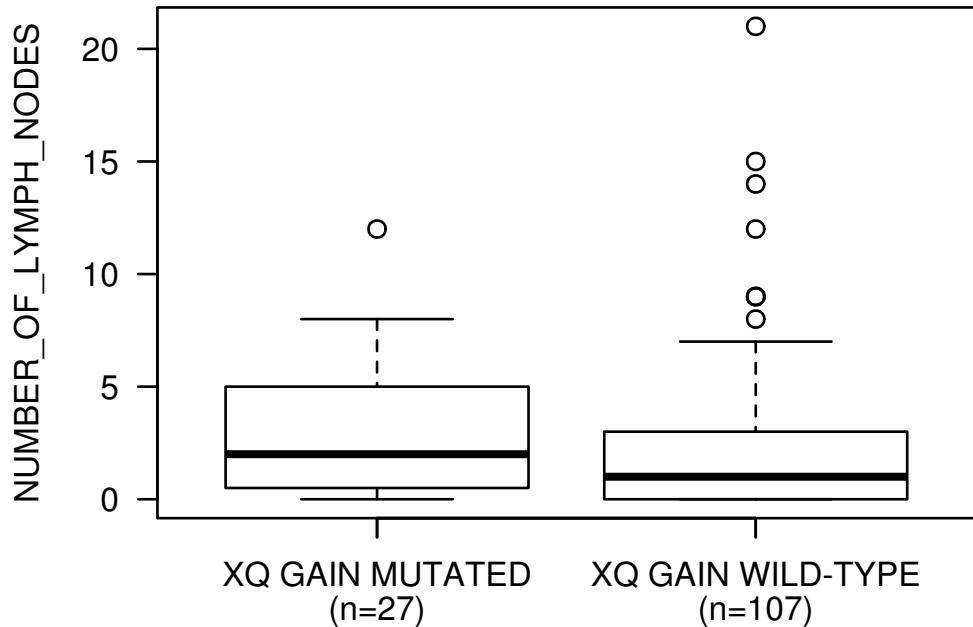 NUMBER_OF_LYMPH_NODES
20
15
10
5
0
XQ GAIN MUTATED
(n=27)
XQ GAIN WILD-TYPE
(n=107)